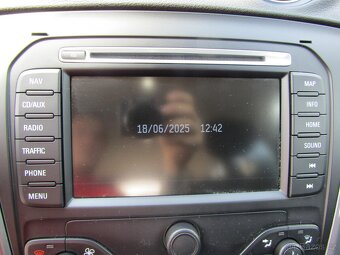 NAV
CD/AUX
RADIO
TRAFFIC
PHONE
MENU
18/06/2025 12:42
MAP
INFO
HOME
SOUND